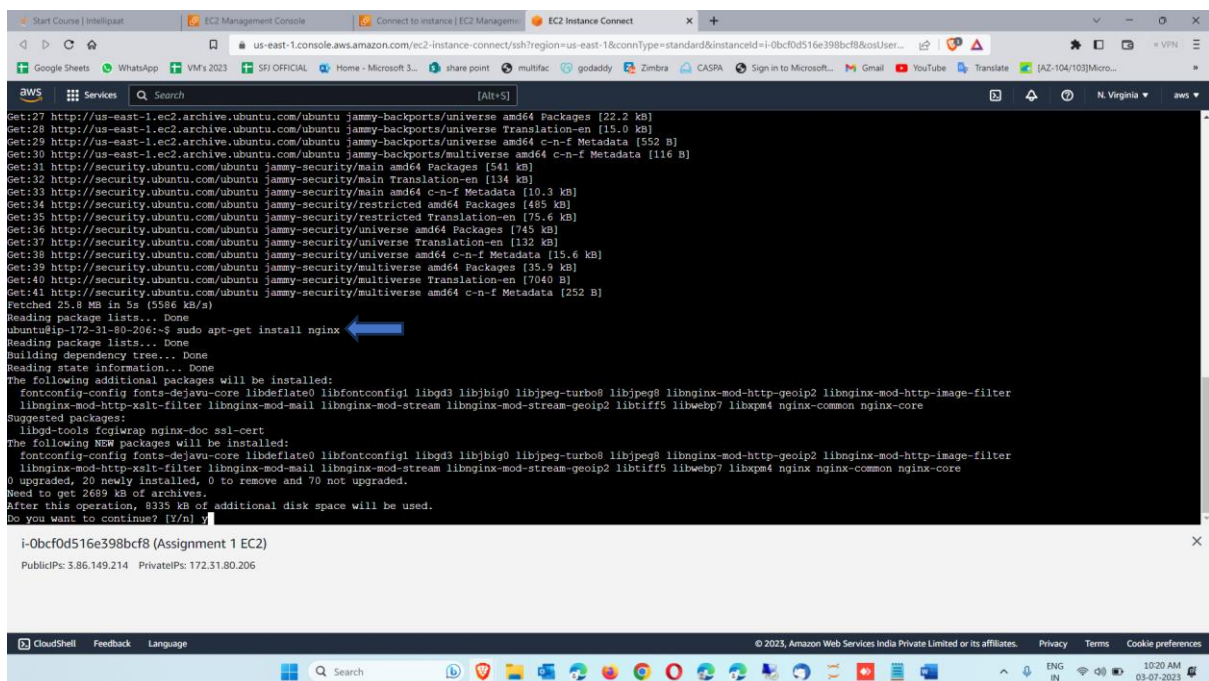 Start Course | Intellipaat
EC2 Management Console
Connect to instance | EC2 Manageme
EC2 Instance Connect
us-east-1.console.aws.amazon.com/ec2-instance-connect/ssh?region=us-east-1&connType=standard&instanceId=i-0bcf0d516e398bcf8&osUser...
VPN
Google Sheets WhatsApp VM's 2023 SFJ OFFICIAL Home - Microsoft 3... share point multifac godaddy Zimbra CASPA Sign in to Microsoft... Gmail YouTube Translate [AZ-104/103]Micro...
aws Services Search [Alt+S] N. Virginia aws
Get:27 http://us-east-1.ec2.archive.ubuntu.com/ubuntu jammy-backports/universe amd64 Packages [22.2 kB]
Get:28 http://us-east-1.ec2.archive.ubuntu.com/ubuntu jammy-backports/universe Translation-en [15.0 kB]
Get:29 http://us-east-1.ec2.archive.ubuntu.com/ubuntu jammy-backports/universe amd64 c-n-f Metadata [552 B]
Get:30 http://us-east-1.ec2.archive.ubuntu.com/ubuntu jammy-backports/multiverse amd64 c-n-f Metadata [116 B]
Get:31 http://security.ubuntu.com/ubuntu jammy-security/main amd64 Packages [541 kB]
Get:32 http://security.ubuntu.com/ubuntu jammy-security/main Translation-en [134 kB]
Get:33 http://security.ubuntu.com/ubuntu jammy-security/main amd64 c-n-f Metadata [10.3 kB]
Get:34 http://security.ubuntu.com/ubuntu jammy-security/restricted amd64 Packages [485 kB]
Get:35 http://security.ubuntu.com/ubuntu jammy-security/restricted Translation-en [75.6 kB]
Get:36 http://security.ubuntu.com/ubuntu jammy-security/universe amd64 Packages [745 kB]
Get:37 http://security.ubuntu.com/ubuntu jammy-security/universe Translation-en [132 kB]
Get:38 http://security.ubuntu.com/ubuntu jammy-security/universe amd64 c-n-f Metadata [15.6 kB]
Get:39 http://security.ubuntu.com/ubuntu jammy-security/multiverse amd64 Packages [35.9 kB]
Get:40 http://security.ubuntu.com/ubuntu jammy-security/multiverse Translation-en [7040 B]
Get:41 http://security.ubuntu.com/ubuntu jammy-security/multiverse amd64 c-n-f Metadata [252 B]
Fetched 25.8 MB in 5s (5586 kB/s)
Reading package lists... Done
ubuntu@ip-172-31-80-206:~$ sudo apt-get install nginx
Reading package lists... Done
Building dependency tree... Done
Reading state information... Done
The following additional packages will be installed:
fontconfig-config fonts-dejavu-core libdeflate0 libfontconfig1 libgd3 libjbig0 libjpeg-turbo8 libjpeg8 libnginx-mod-http-geoip2 libnginx-mod-http-image-filter
libnginx-mod-http-xslt-filter libnginx-mod-mail libnginx-mod-stream libnginx-mod-stream-geoip2 libtiff5 libwebp7 libxpm4 nginx-common nginx-core
Suggested packages:
libgd-tools fcgiwrap nginx-doc ssl-cert
The following NEW packages will be installed:
fontconfig-config fonts-dejavu-core libdeflate0 libfontconfig1 libgd3 libjbig0 libjpeg-turbo8 libjpeg8 libnginx-mod-http-geoip2 libnginx-mod-http-image-filter
libnginx-mod-http-xslt-filter libnginx-mod-mail libnginx-mod-stream libnginx-mod-stream-geoip2 libtiff5 libwebp7 libxpm4 nginx nginx-common nginx-core
0 upgraded, 20 newly installed, 0 to remove and 70 not upgraded.
Need to get 2689 kB of archives.
After this operation, 8335 kB of additional disk space will be used.
Do you want to continue? [Y/n] y
i-0bcf0d516e398bcf8 (Assignment 1 EC2)
PublicIPs: 3.86.149.214 PrivateIPs: 172.31.80.206
CloudShell Feedback Language © 2023, Amazon Web Services India Private Limited or its affiliates. Privacy Terms Cookie preferences
Search
ENG
IN
10:20 AM
03-07-2023